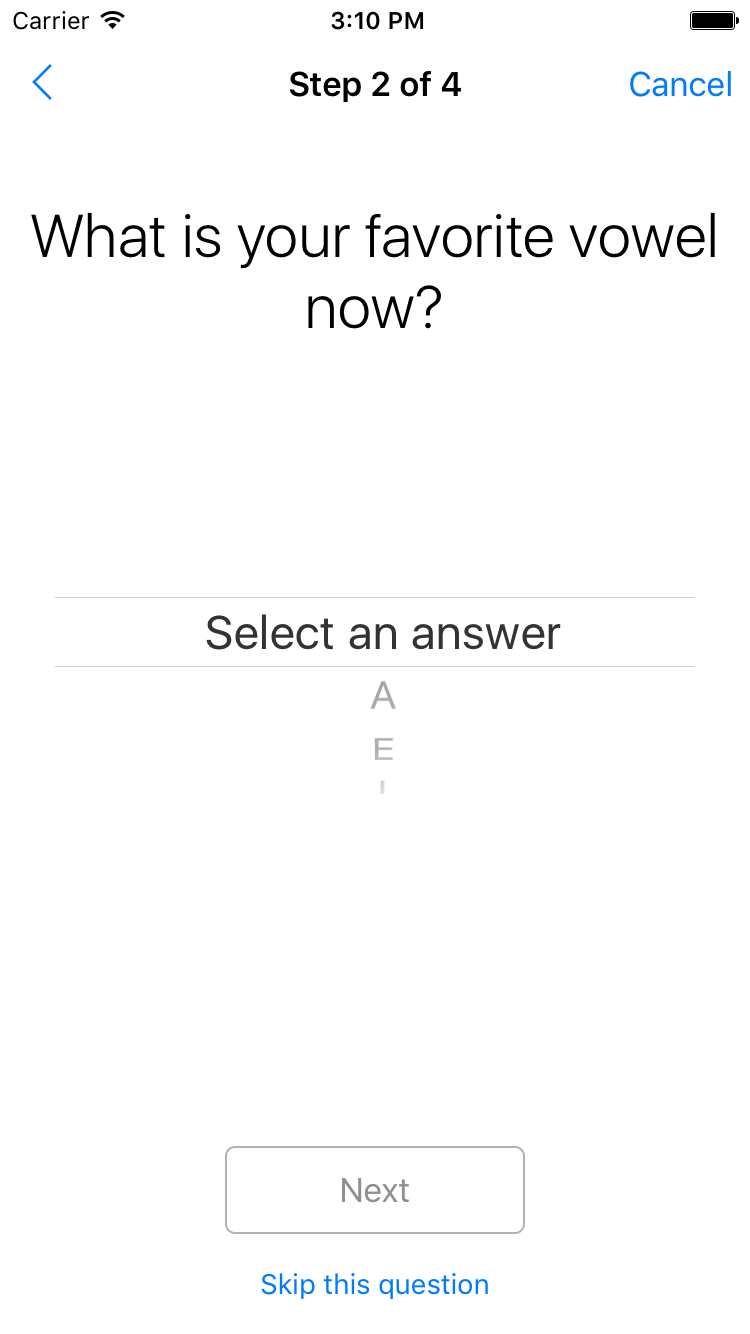 Carrier 3:10 PM
Step 2 of 4 Cancel
What is your favorite vowel
now?
Select an answer
A
E
I
Next
Skip this question